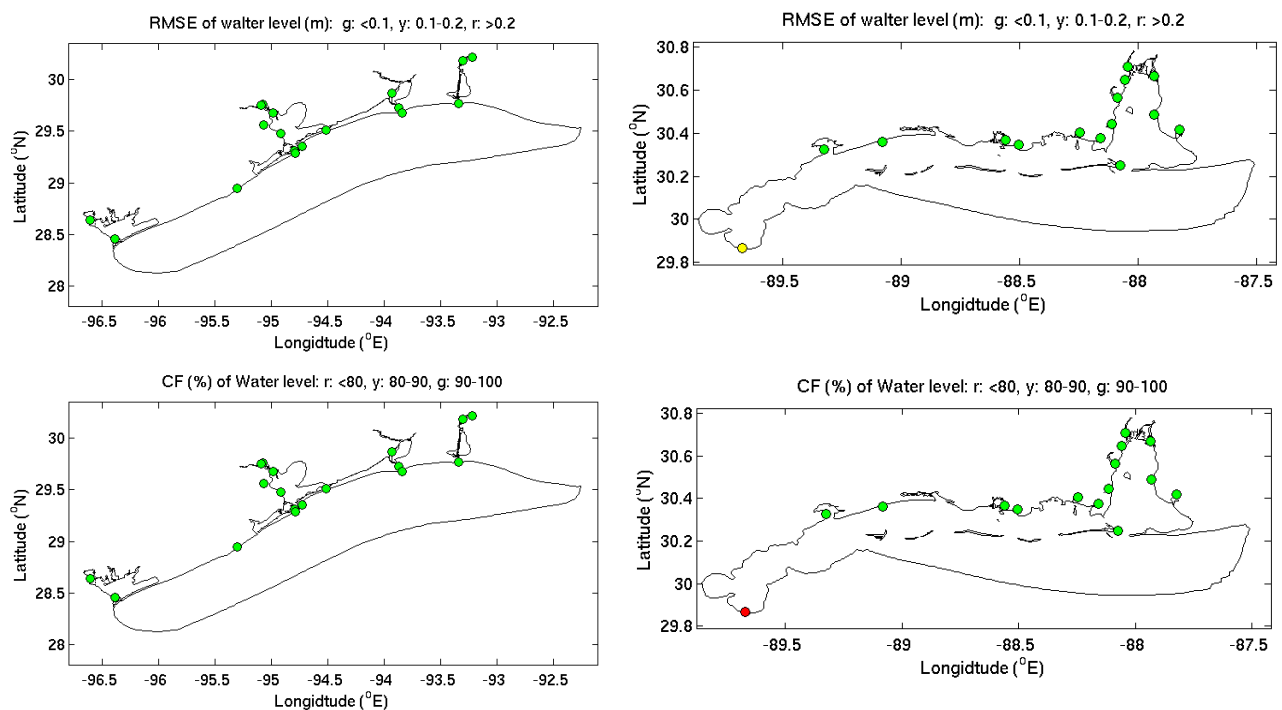 RMSE of walter level (m): g: <0.1, y: 0.1-0.2, r: >0.2
30
29.5
29
28.5
28
Latitude (°N)
-96.5 -96 -95.5 -95 -94.5 -94 -93.5 -93 -92.5
Longidtude (°E)
RMSE of walter level (m): g: <0.1, y: 0.1-0.2, r: >0.2
30.8
30.6
30.4
30.2
30
29.8
Latitude (°N)
-89.5 -89 -88.5 -88 -87.5
Longidtude (°E)
CF (%) of Water level: r: <80, y: 80-90, g: 90-100
30
29.5
29
28.5
28
Latitude (°N)
-96.5 -96 -95.5 -95 -94.5 -94 -93.5 -93 -92.5
Longidtude (°E)
CF (%) of Water level: r: <80, y: 80-90, g: 90-100
30.8
30.6
30.4
30.2
30
29.8
Latitude (°N)
-89.5 -89 -88.5 -88 -87.5
Longidtude (°E)